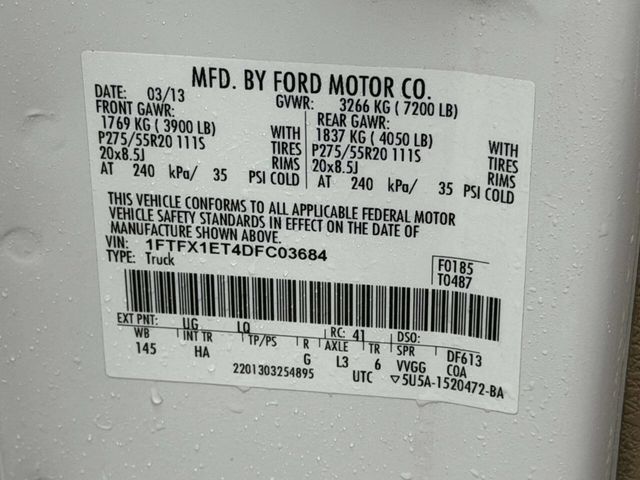 MFD. BY FORD MOTOR CO.
DATE: 03/13 GVWR: 3266 KG ( 7200 LB)
FRONT GAWR: REAR GAWR:
1769 KG ( 3900 LB) WITH 1837 KG ( 4050 LB) WITH
P275/55R20 111S TIRES P275/55R20 111S TIRES
20x8.5J RIMS 20x8.5J RIMS
AT 240 kPa/ 35 PSI COLD AT 240 kPa/ 35 PSI COLD
THIS VEHICLE CONFORMS TO ALL APPLICABLE FEDERAL MOTOR
VEHICLE SAFETY STANDARDS IN EFFECT ON THE DATE OF
MANUFACTURE SHOWN ABOVE.
VIN: 1FTFX1ET4DFC03684
TYPE: Truck F0185
T0487
EXT PNT: UG LQ RC: 41 DSO:
WB INT TR TP/PS R AXLE TR SPR DF613
145 HA G L3 6 VVGG COA
2201303254895 UTC ▽5U5A-1520472-BA